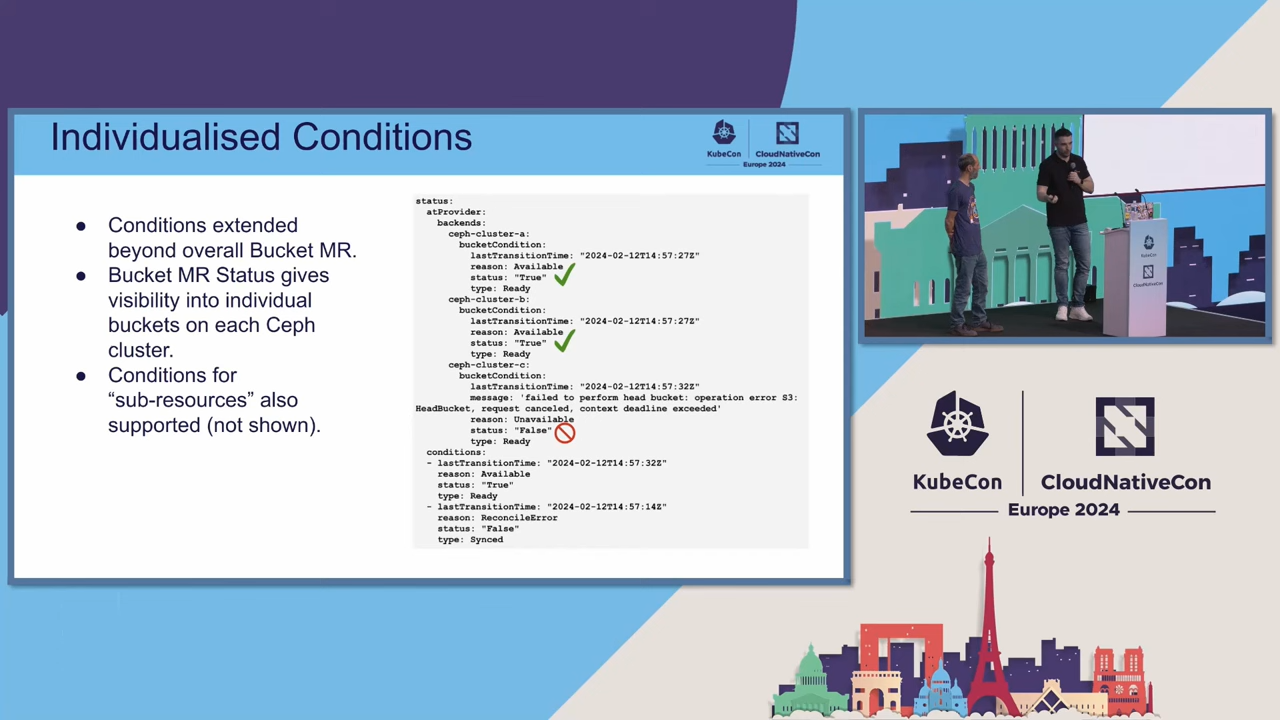 Individualised Conditions
KubeCon
CloudNativeCon
Europe 2024
● Conditions extended
beyond overall Bucket MR.
● Bucket MR Status gives
visibility into individual
buckets on each Ceph
cluster.
● Conditions for
“sub-resources” also
supported (not shown).
status:
atProvider:
backends:
ceph-cluster-a:
bucketCondition:
lastTransitionTime: "2024-02-12T14:57:27Z"
reason: Available
status: "True"
type: Ready
ceph-cluster-b:
bucketCondition:
lastTransitionTime: "2024-02-12T14:57:27Z"
reason: Available
status: "True"
type: Ready
ceph-cluster-c:
bucketCondition:
lastTransitionTime: "2024-02-12T14:57:32Z"
message: 'failed to perform head bucket: operation error S3:
HeadBucket, request canceled, context deadline exceeded'
reason: Unavailable
status: "False"
type: Ready
conditions:
- lastTransitionTime: "2024-02-12T14:57:32Z"
reason: Available
status: "True"
type: Ready
- lastTransitionTime: "2024-02-12T14:57:14Z"
reason: ReconcileError
status: "False"
type: Synced
KubeCon
CloudNativeCon
KubeCon
CloudNativeCon
Europe 2024